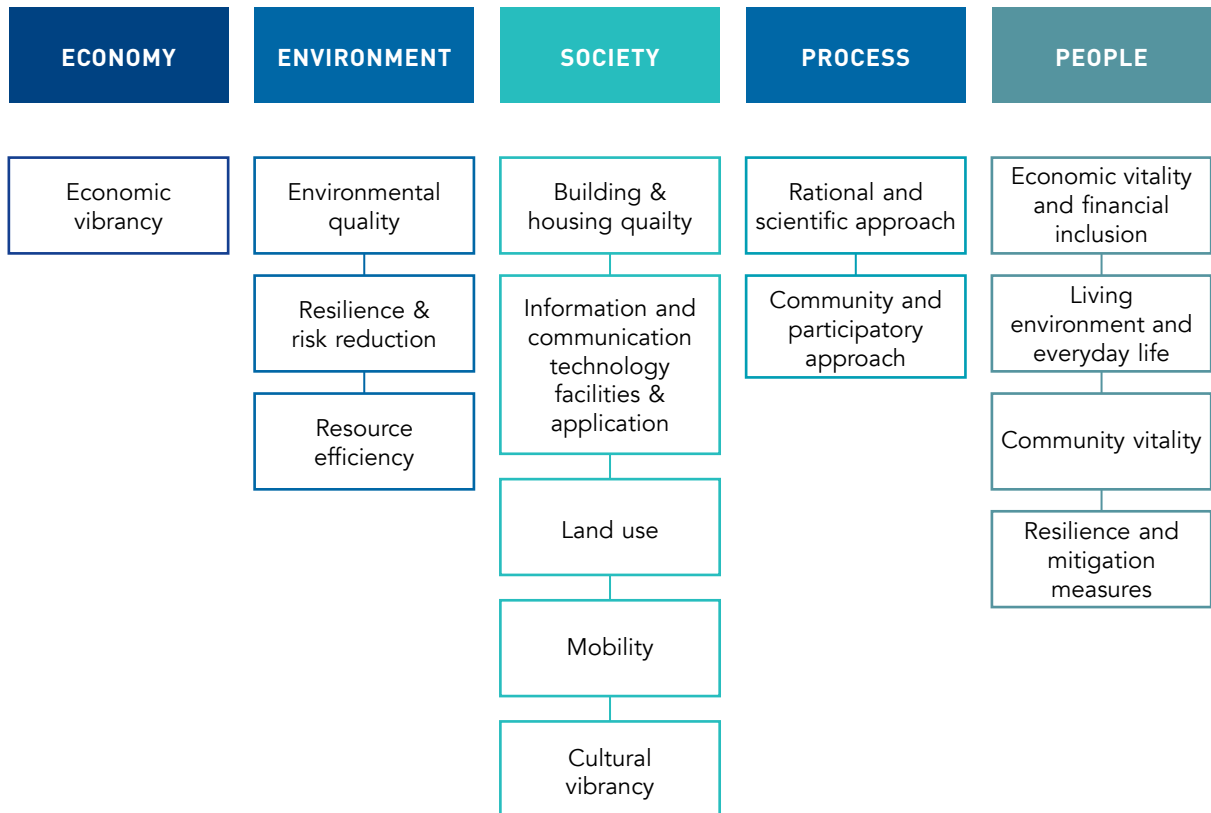 ECONOMY
ENVIRONMENT
SOCIETY
PROCESS
PEOPLE
Economic
vibrancy
Environmental
quality
Resilience &
risk reduction
Resource
efficiency
Building &
housing quailty
Information and
communication
technology
facilities &
application
Land use
Mobility
Cultural
vibrancy
Rational and
scientific approach
Community and
participatory
approach
Economic vitality
and financial
inclusion
Living
environment and
everyday life
Community vitality
Resilience and
mitigation
measures